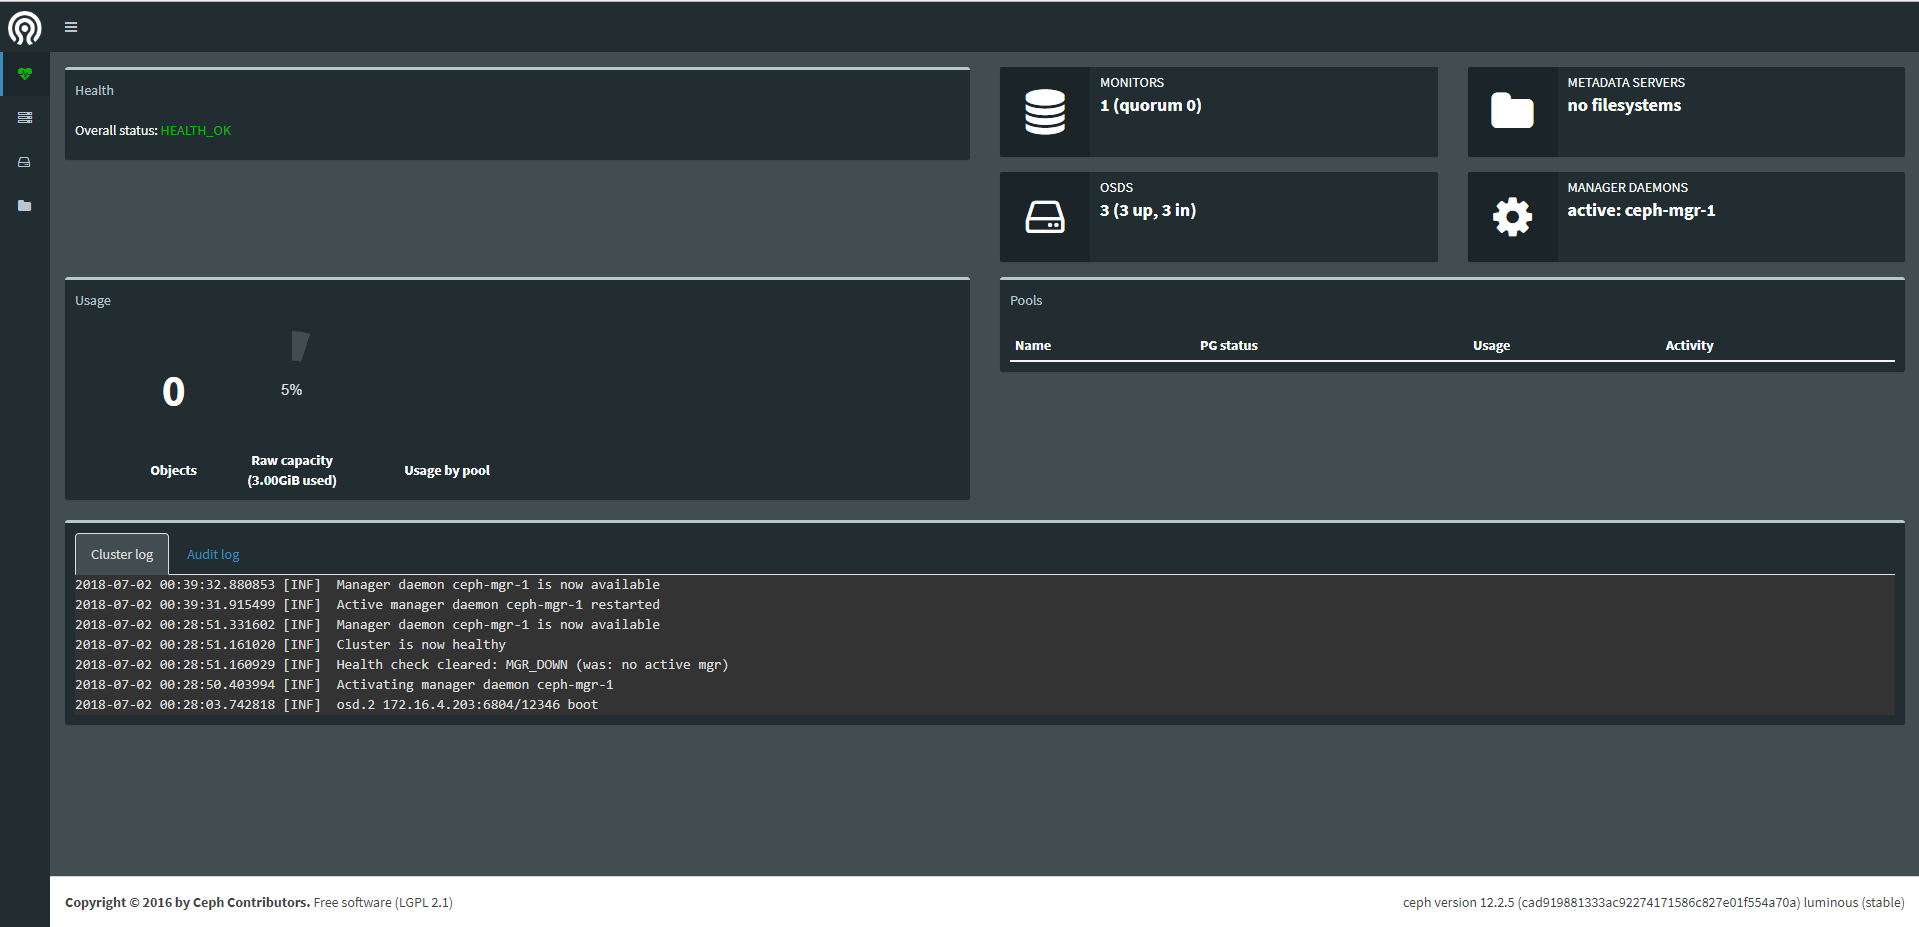 Health
Overall status: HEALTH_OK
MONITORS
1 (quorum 0)
METADATA SERVERS
no filesystems
OSDS
3 (3 up, 3 in)
MANAGER DAEMONS
active: ceph-mgr-1
Usage
0
5%
Objects
Raw capacity
(3.00GiB used)
Usage by pool
Pools
Name PG status Usage Activity
Cluster log Audit log
2018-07-02 00:39:32.880853 [INF] Manager daemon ceph-mgr-1 is now available
2018-07-02 00:39:31.915499 [INF] Active manager daemon ceph-mgr-1 restarted
2018-07-02 00:28:51.331602 [INF] Manager daemon ceph-mgr-1 is now available
2018-07-02 00:28:51.161020 [INF] Cluster is now healthy
2018-07-02 00:28:51.160929 [INF] Health check cleared: MGR_DOWN (was: no active mgr)
2018-07-02 00:28:50.403994 [INF] Activating manager daemon ceph-mgr-1
2018-07-02 00:28:03.742818 [INF] osd.2 172.16.4.203:6804/12346 boot
Copyright © 2016 by Ceph Contributors. Free software (LGPL 2.1)
ceph version 12.2.5 (cad919881333ac92274171586c827e01f554a70a) luminous (stable)